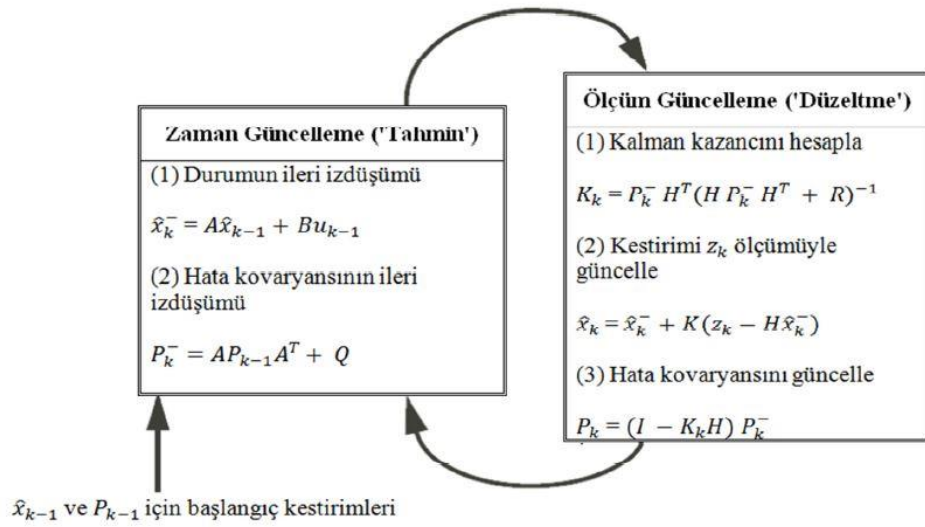 Zaman Güncelleme ('Tahmin')
(1) Durumun ileri izdüşümü
x̂ₖ⁻ = Ax̂ₖ₋₁ + Buₖ₋₁
(2) Hata kovaryansının ileri
izdüşümü
Pₖ⁻ = APₖ₋₁Aᵀ + Q
Ölçüm Güncelleme ('Düzeltme')
(1) Kalman kazancını hesapla
Kₖ = Pₖ⁻ Hᵀ(H Pₖ⁻ Hᵀ + R)⁻¹
(2) Kestirimi zₖ ölçümüyle
güncelle
x̂ₖ = x̂ₖ⁻ + K(zₖ − Hx̂ₖ⁻)
(3) Hata kovaryansını güncelle
Pₖ = (I − KₖH) Pₖ⁻
x̂ₖ₋₁ ve Pₖ₋₁ için başlangıç kestirimleri